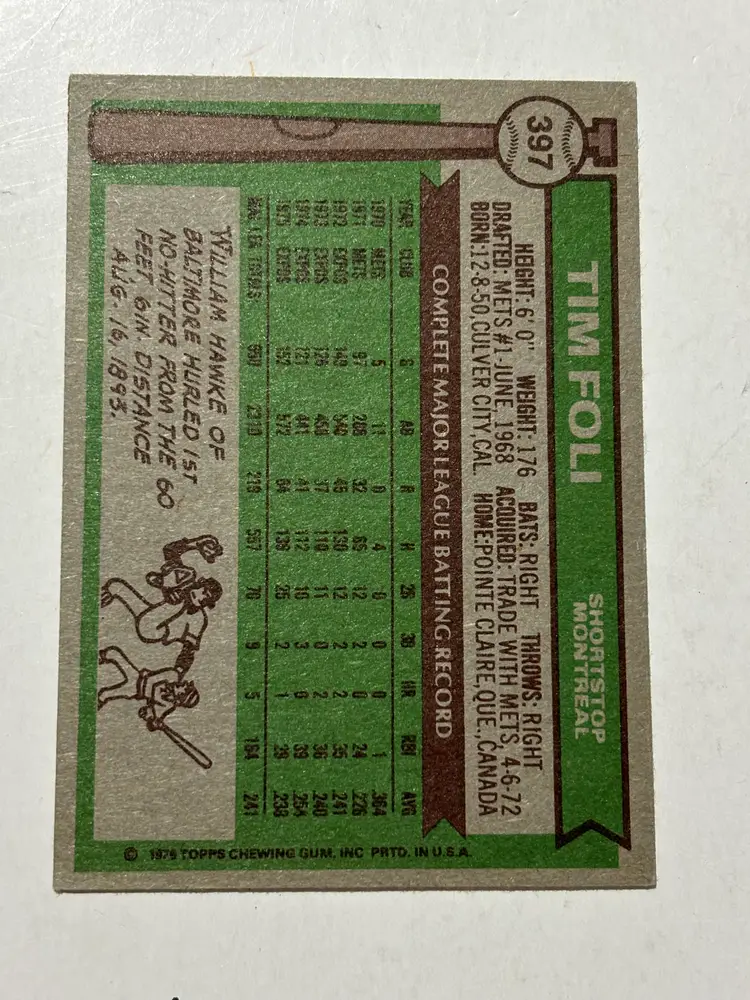 397
TIM FOLI
SHORTSTOP
MONTREAL
HEIGHT: 6' 0" WEIGHT: 176 BATS: RIGHT THROWS: RIGHT
DRAFTED: METS #1-JUNE, 1968 ACQUIRED: TRADE WITH METS, 4-6-72
BORN: 12-8-50, CULVER CITY, CAL. HOME: POINTE CLAIRE, QUE., CANADA
COMPLETE MAJOR LEAGUE BATTING RECORD
YEAR CLUB G AB R H 2B 3B HR RBI AVG
1970 METS 5 11 0 4 0 0 0 1 .364
1971 METS 97 288 32 65 12 2 0 24 .226
1972 EXPOS 149 540 45 130 12 2 2 35 .241
1973 EXPOS 126 458 37 110 11 0 2 36 .240
1974 EXPOS 121 441 41 112 10 3 0 39 .254
1975 EXPOS 152 572 64 136 25 2 1 29 .238
MAJ. LEA. TOTALS 650 2310 219 557 70 9 5 164 .241
WILLIAM HAWKE OF
BALTIMORE HURLED 1ST
NO-HITTER FROM THE 60
FEET 6 IN. DISTANCE
AUG. 16, 1893.
© 1976 TOPPS CHEWING GUM, INC PRTD. IN U.S.A.